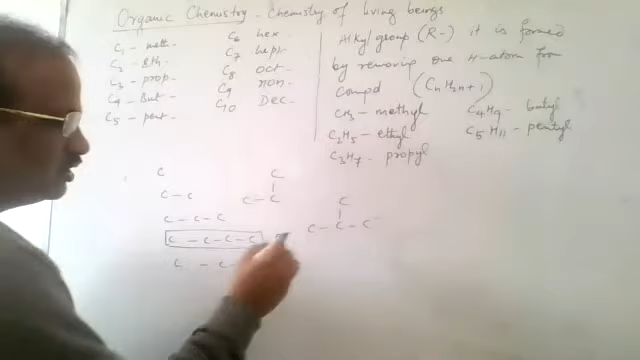 Organic Chemistry - Chemistry of living beings
C1 - meth -
C2 - Eth -
C3 - prop -
C4 - But -
C5 - pent -
C6 hex
C7 hept
C8 Oct -
C9 non -
C10 Dec -
Alkyl group (R-) it is formed
by removing one H-atom from
Compd (CnH2n+1)
CH3 - methyl
C2H5 - ethyl
C3H7 - propyl
C4H9 - butyl
C5H11 - pentyl
C
C - C
C - C - C
C - C - C - C
C - C -
C
|
C - C
C
|
C - C - C -